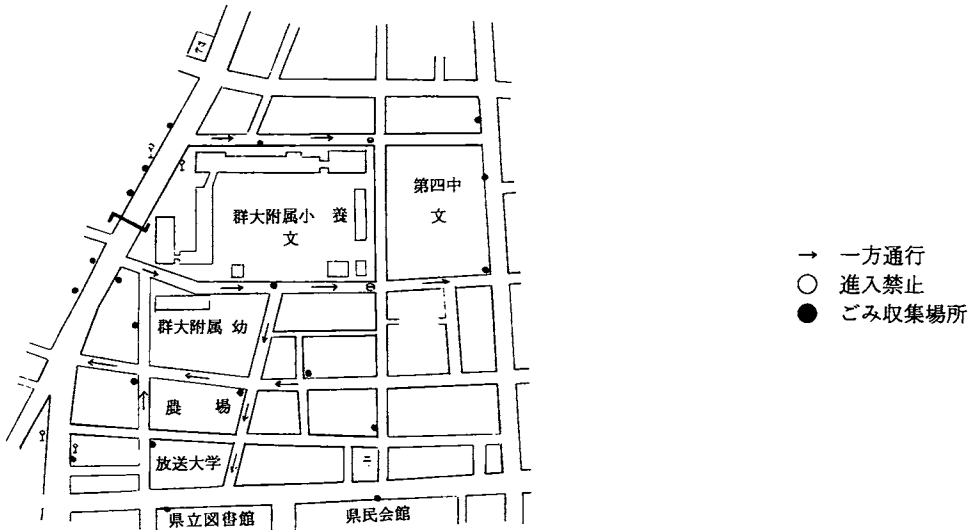 第四中
文
群大附属小 養
文
群大附属 幼
農 場
放送大学
県立図書館
県民会館
→ 一方通行
○ 進入禁止
● ごみ収集場所